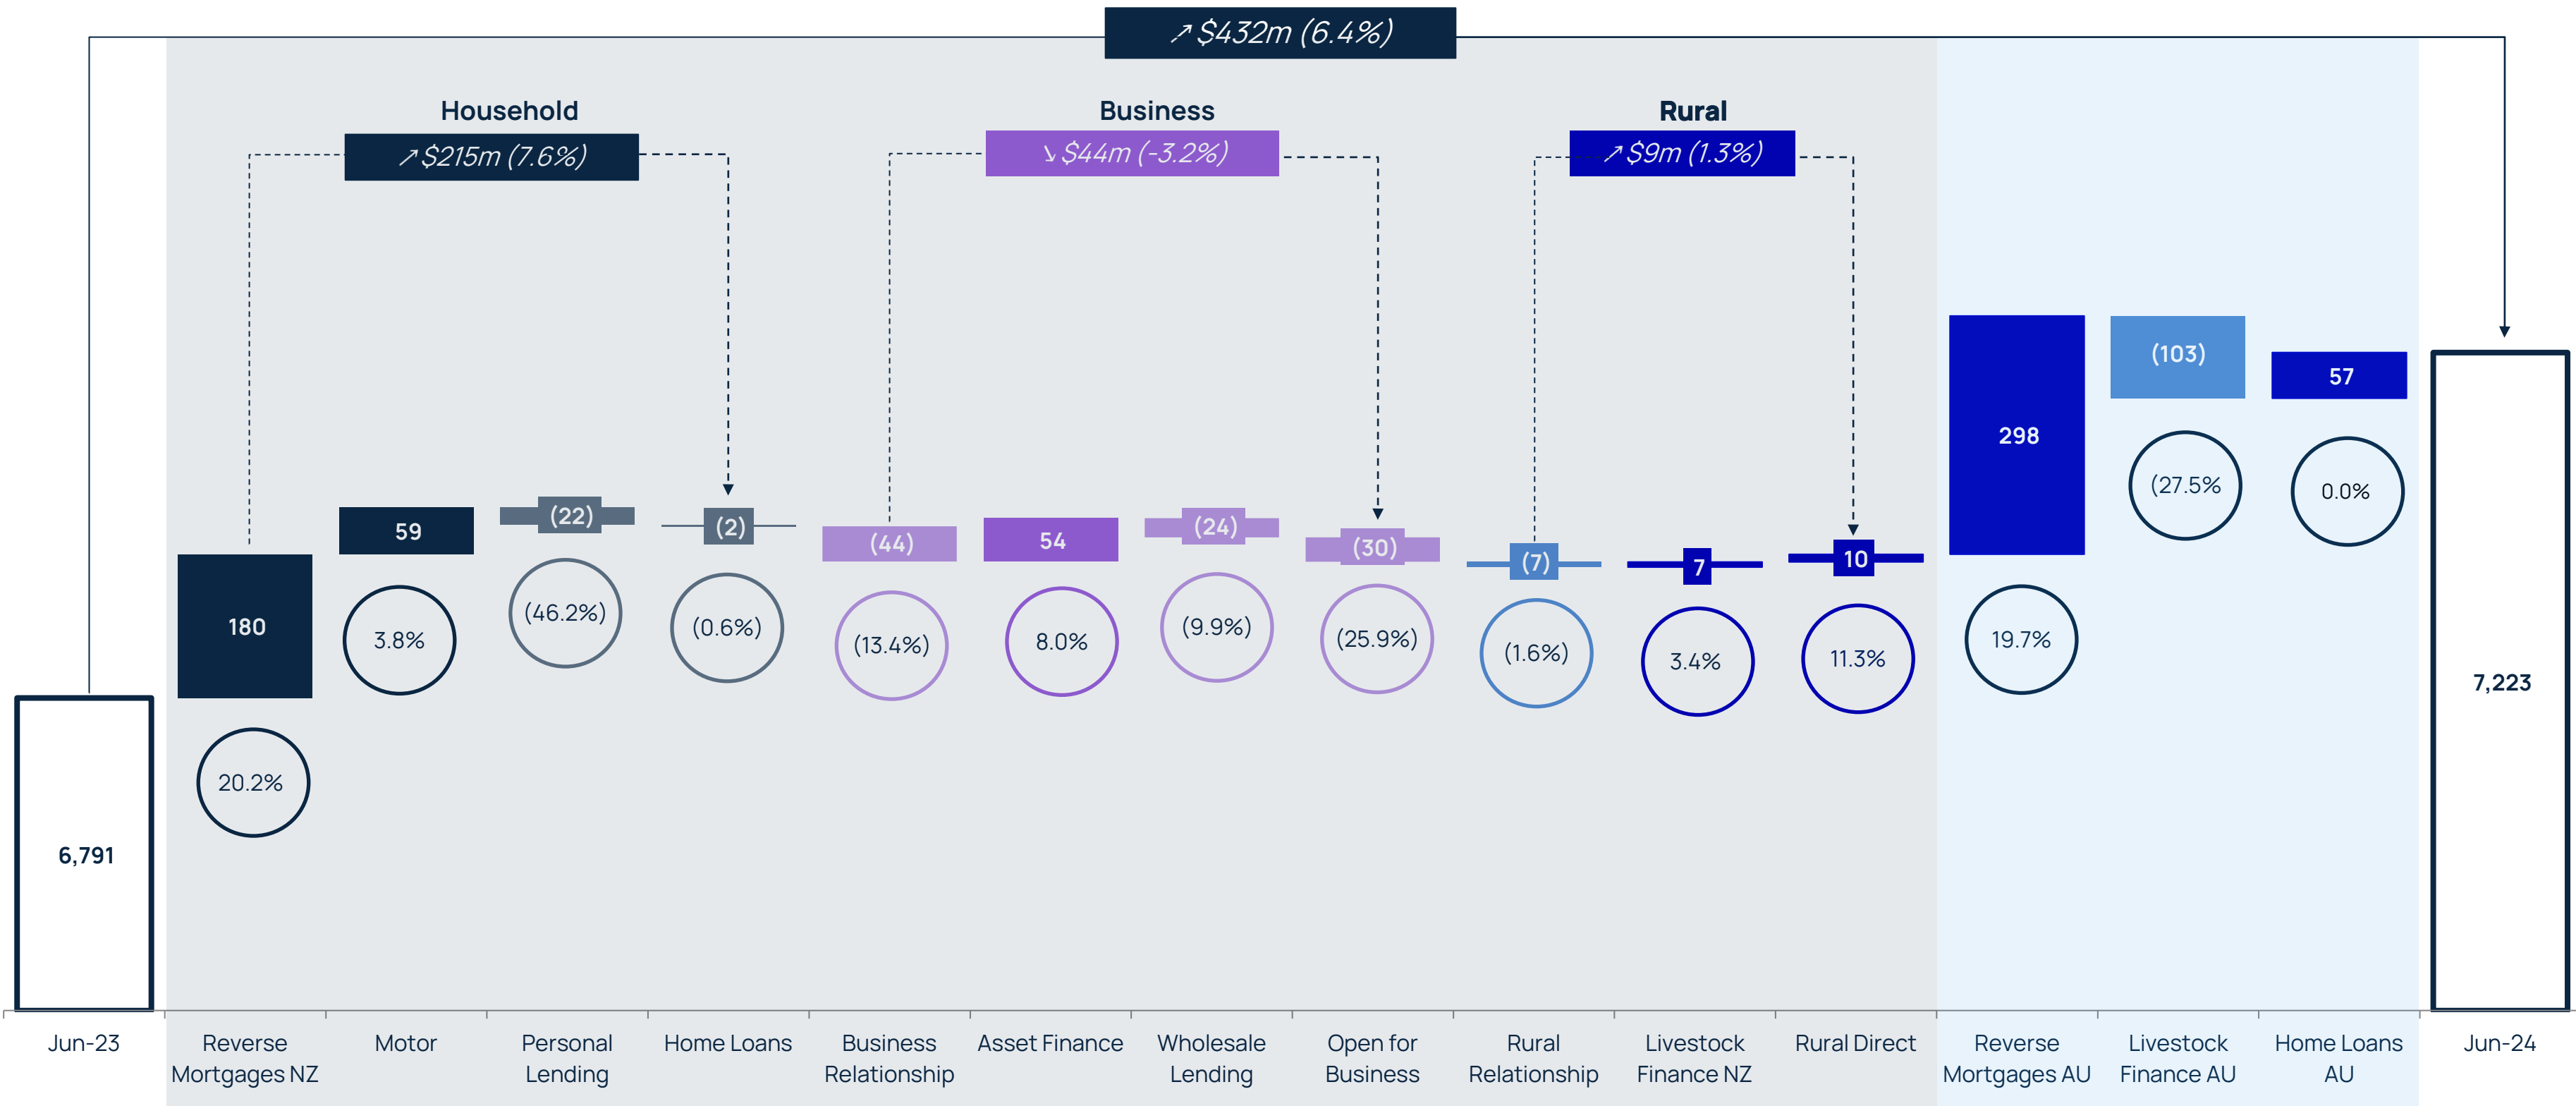 ↗ $432m (6.4%)
Household
Business
Rural
↗ $215m (7.6%)
↘ $44m (-3.2%)
↗ $9m (1.3%)
180
59
(22)
(2)
(44)
54
(24)
(30)
(7)
7
10
298
(103)
57
20.2%
3.8%
(46.2%)
(0.6%)
(13.4%)
8.0%
(9.9%)
(25.9%)
(1.6%)
3.4%
11.3%
19.7%
(27.5%
0.0%
6,791
7,223
Jun-23
Reverse
Mortgages NZ
Motor
Personal
Lending
Home Loans
Business
Relationship
Asset Finance
Wholesale
Lending
Open for
Business
Rural
Relationship
Livestock
Finance NZ
Rural Direct
Reverse
Mortgages AU
Livestock
Finance AU
Home Loans
AU
Jun-24